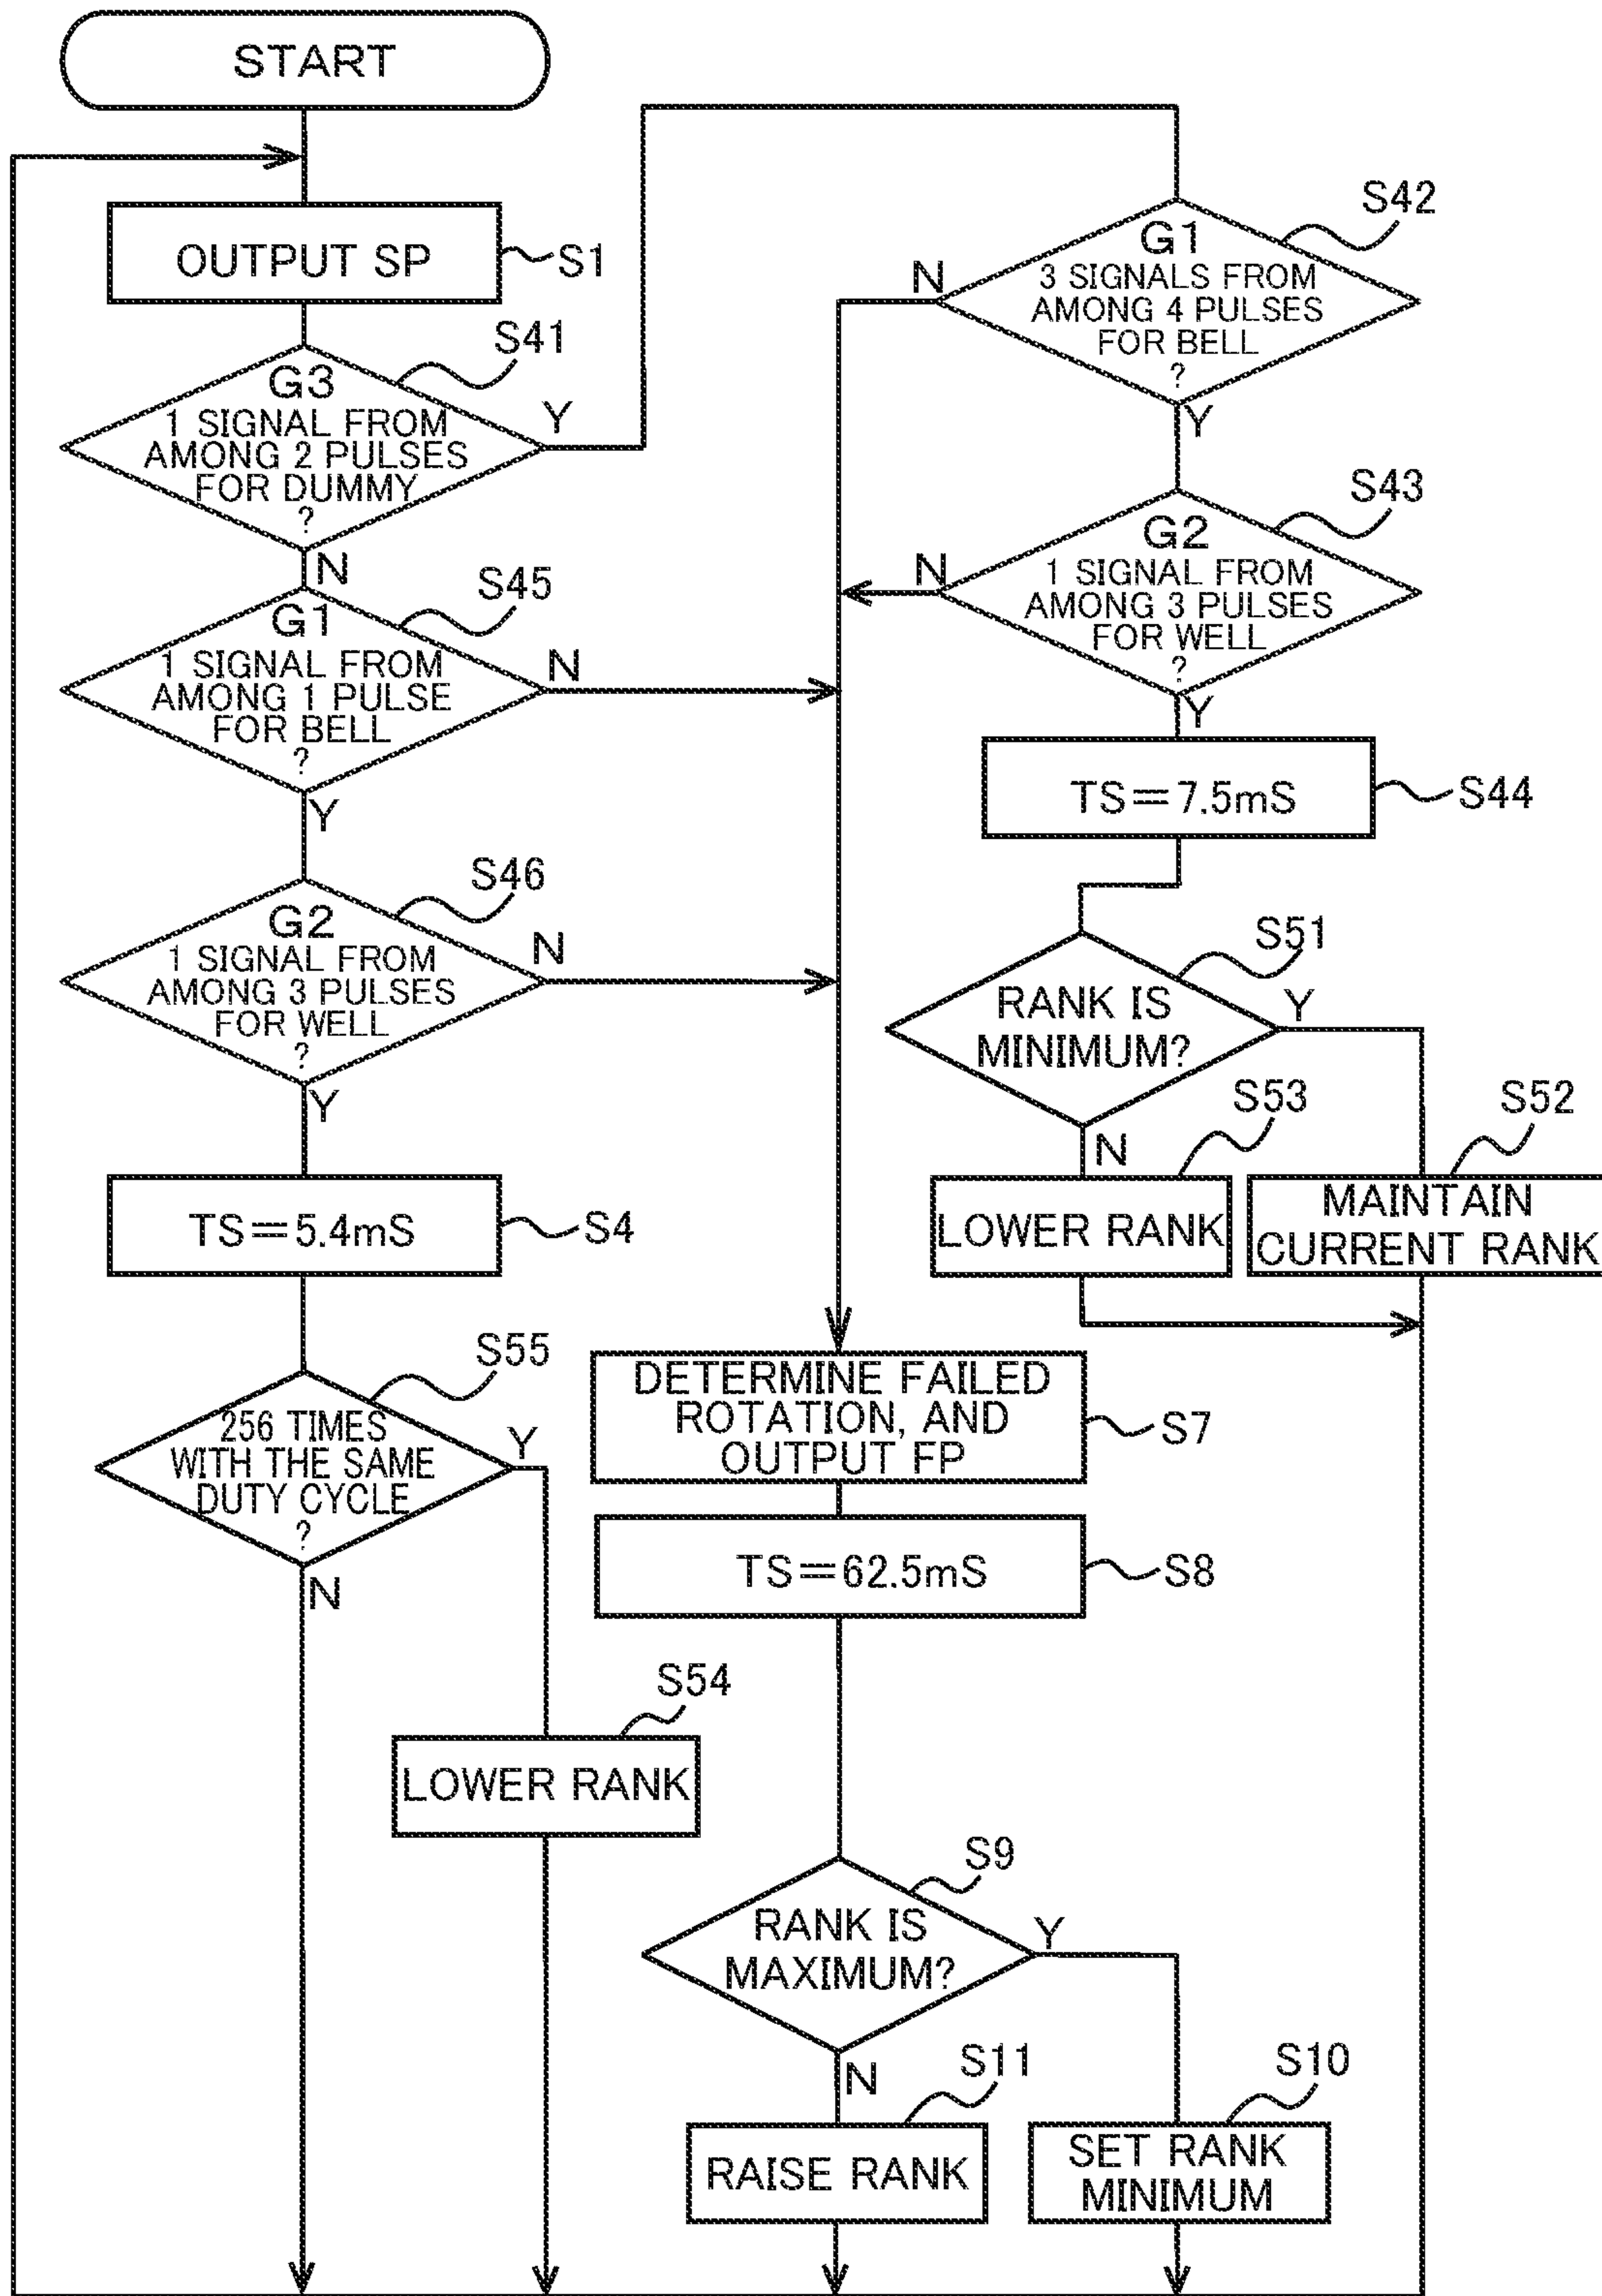 START
OUTPUT SP
S1
G3
1 SIGNAL FROM
AMONG 2 PULSES
FOR DUMMY
?
S41
Y
N
G1
3 SIGNALS FROM
AMONG 4 PULSES
FOR BELL
?
S42
N
Y
G2
1 SIGNAL FROM
AMONG 3 PULSES
FOR WELL
?
S43
N
Y
TS=7.5mS
S44
G1
1 SIGNAL FROM
AMONG 1 PULSE
FOR BELL
?
S45
N
Y
G2
1 SIGNAL FROM
AMONG 3 PULSES
FOR WELL
?
S46
N
Y
RANK IS
MINIMUM?
S51
Y
N
S53
LOWER RANK
S52
MAINTAIN
CURRENT RANK
TS=5.4mS
S4
256 TIMES
WITH THE SAME
DUTY CYCLE
?
S55
Y
N
DETERMINE FAILED
ROTATION, AND
OUTPUT FP
S7
TS=62.5mS
S8
S54
LOWER RANK
RANK IS
MAXIMUM?
S9
Y
N
S11
RAISE RANK
S10
SET RANK
MINIMUM